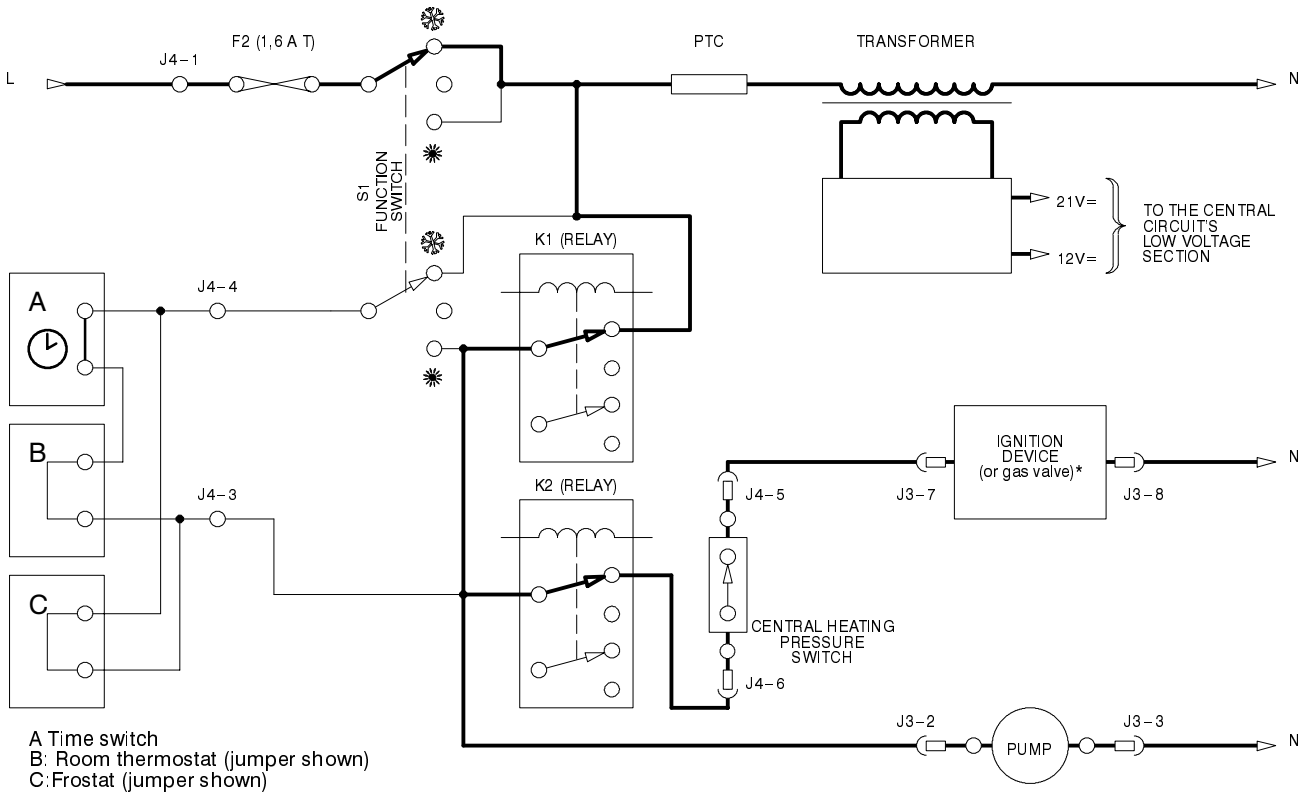 F2 (1,6 A T)
PTC
TRANSFORMER
J4-1
L
N
S1
FUNCTION
SWITCH
21V=
12V=
TO THE CENTRAL
CIRCUIT'S
LOW VOLTAGE
SECTION
K1 (RELAY)
A
J4-4
B
J4-3
K2 (RELAY)
J4-5
J3-7
IGNITION
DEVICE
(or gas valve)*
J3-8
N
C
CENTRAL HEATING
PRESSURE
SWITCH
J4-6
J3-2
PUMP
J3-3
N
A Time switch
B: Room thermostat (jumper shown)
C:Frostat (jumper shown)